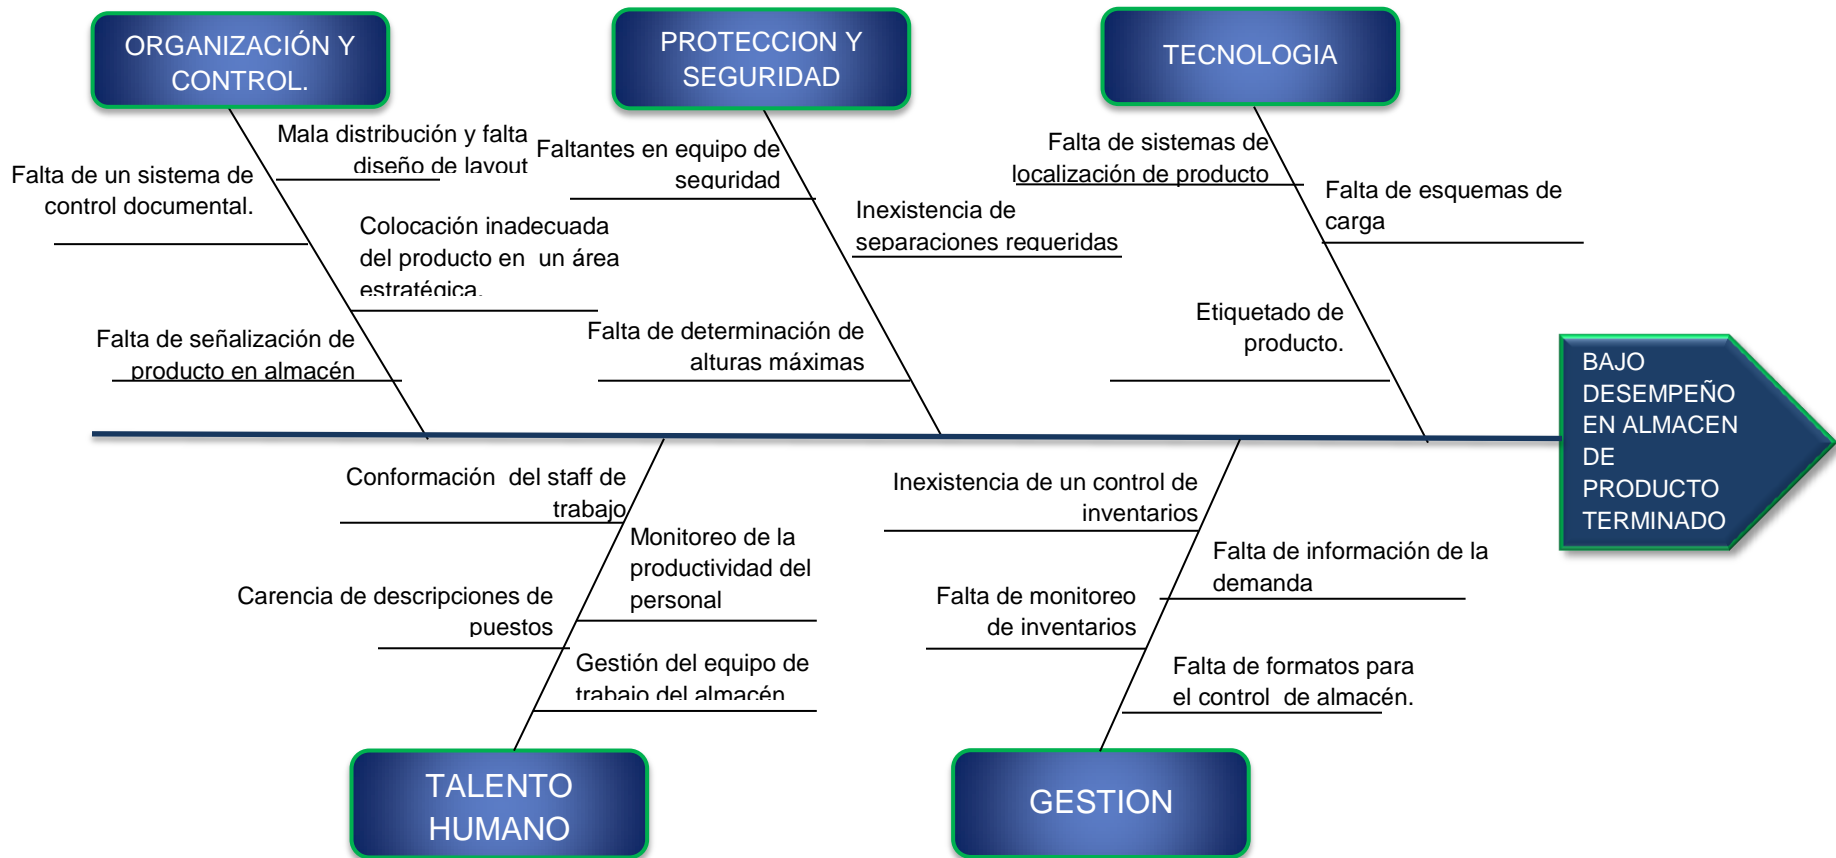 ORGANIZACIÓN Y
CONTROL.
PROTECCION Y
SEGURIDAD
TECNOLOGIA
Mala distribución y falta
diseño de layout
Falta de un sistema de
control documental.
Colocación inadecuada
del producto en un área
estratégica.
Falta de señalización de
producto en almacén
Faltantes en equipo de
seguridad
Inexistencia de
separaciones requeridas
Falta de determinación de
alturas máximas
Falta de sistemas de
localización de producto
Falta de esquemas de
carga
Etiquetado de
producto.
BAJO
DESEMPEÑO
EN ALMACEN
DE
PRODUCTO
TERMINADO
Conformación del staff de
trabajo
Monitoreo de la
productividad del
personal
Carencia de descripciones de
puestos
Gestión del equipo de
trabajo del almacén
Inexistencia de un control de
inventarios
Falta de información de la
demanda
Falta de monitoreo
de inventarios
Falta de formatos para
el control de almacén.
TALENTO
HUMANO
GESTION